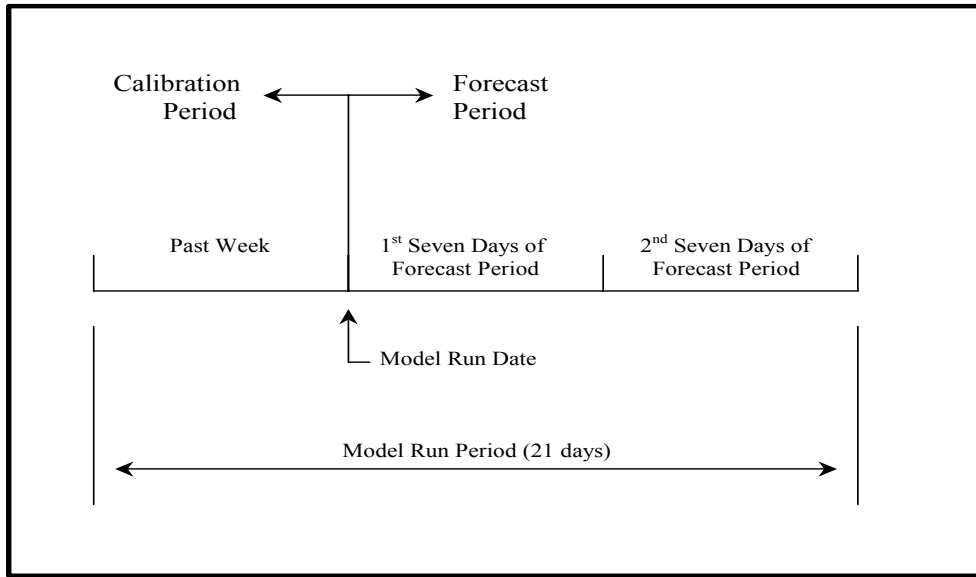 Calibration
Period
Forecast
Period
Past Week
1st Seven Days of
Forecast Period
2nd Seven Days of
Forecast Period
Model Run Date
Model Run Period (21 days)